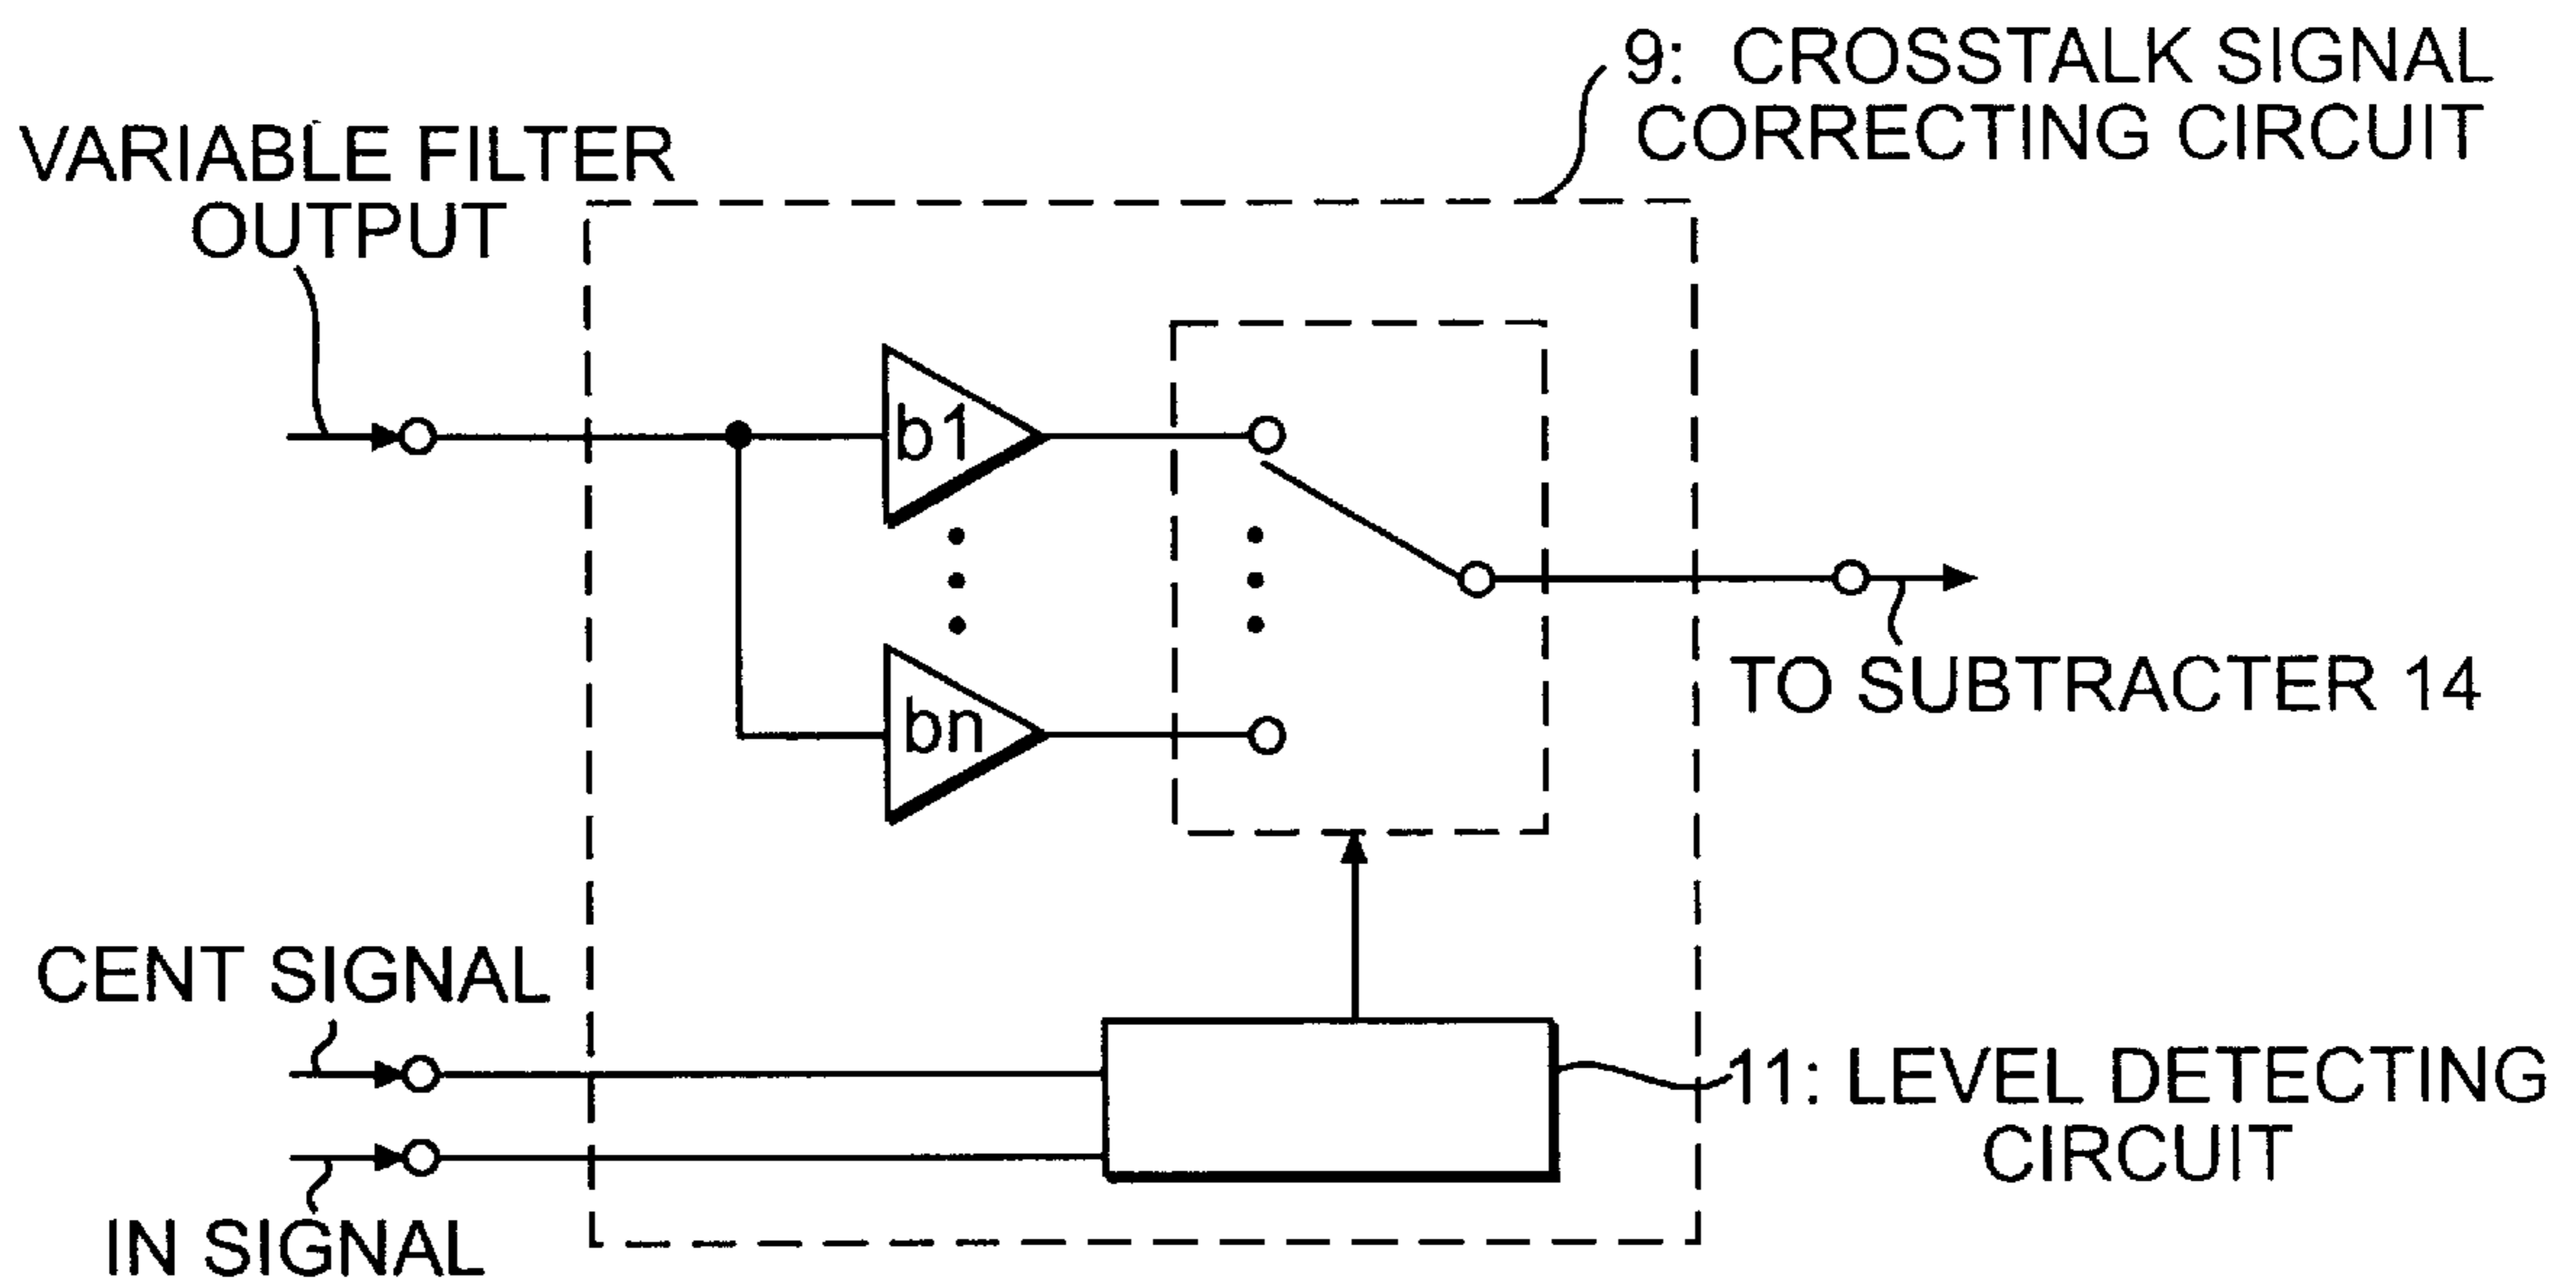 9: CROSSTALK SIGNAL
CORRECTING CIRCUIT
VARIABLE FILTER
OUTPUT
b1
bn
TO SUBTRACTER 14
CENT SIGNAL
11: LEVEL DETECTING
CIRCUIT
IN SIGNAL